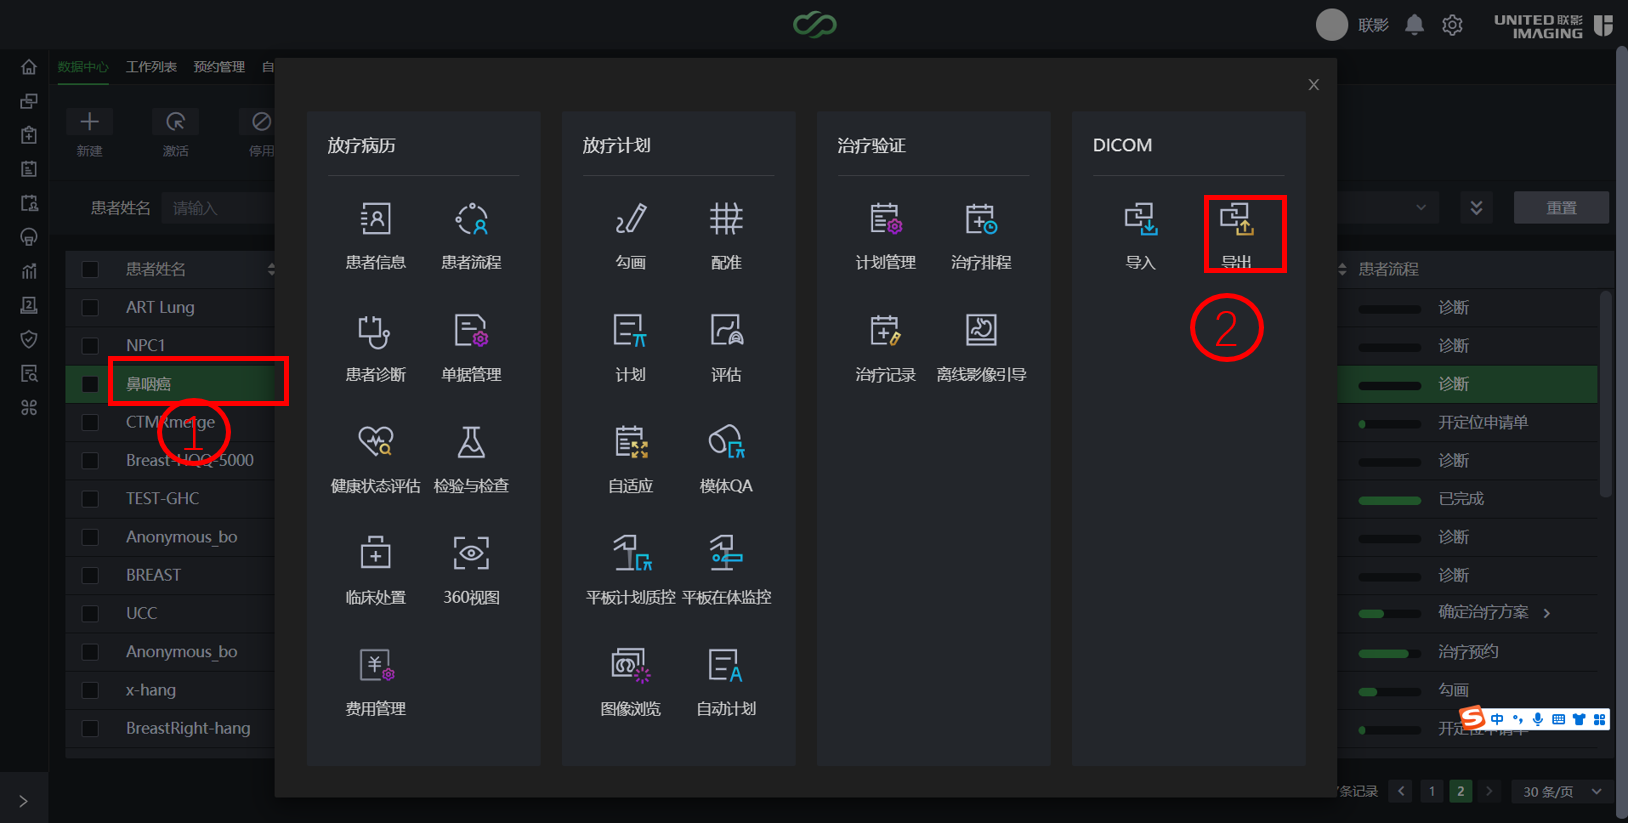 联影
UNITED 联影
IMAGING
数据中心 工作列表 预约管理 自
X
新建 激活 停用
患者姓名 请输入
重置
放疗病历
患者信息 患者流程
患者诊断 单据管理
健康状态评估 检验与检查
临床处置 360视图
费用管理
放疗计划
勾画 配准
计划 评估
自适应 模体QA
平板计划质控 平板在体监控
图像浏览 自动计划
治疗验证
计划管理 治疗排程
治疗记录 离线影像引导
DICOM
导入 导出
2
患者姓名
ART Lung
NPC1
鼻咽癌
CTMRmerge
1
Breast-HQQ-5000
TEST-GHC
Anonymous_bo
BREAST
UCC
Anonymous_bo
x-hang
BreastRight-hang
患者流程
诊断
诊断
诊断
开定位申请单
诊断
已完成
诊断
诊断
确定治疗方案
治疗预约
勾画
开定位申请单
S 中
条记录 1 2 30 条/页